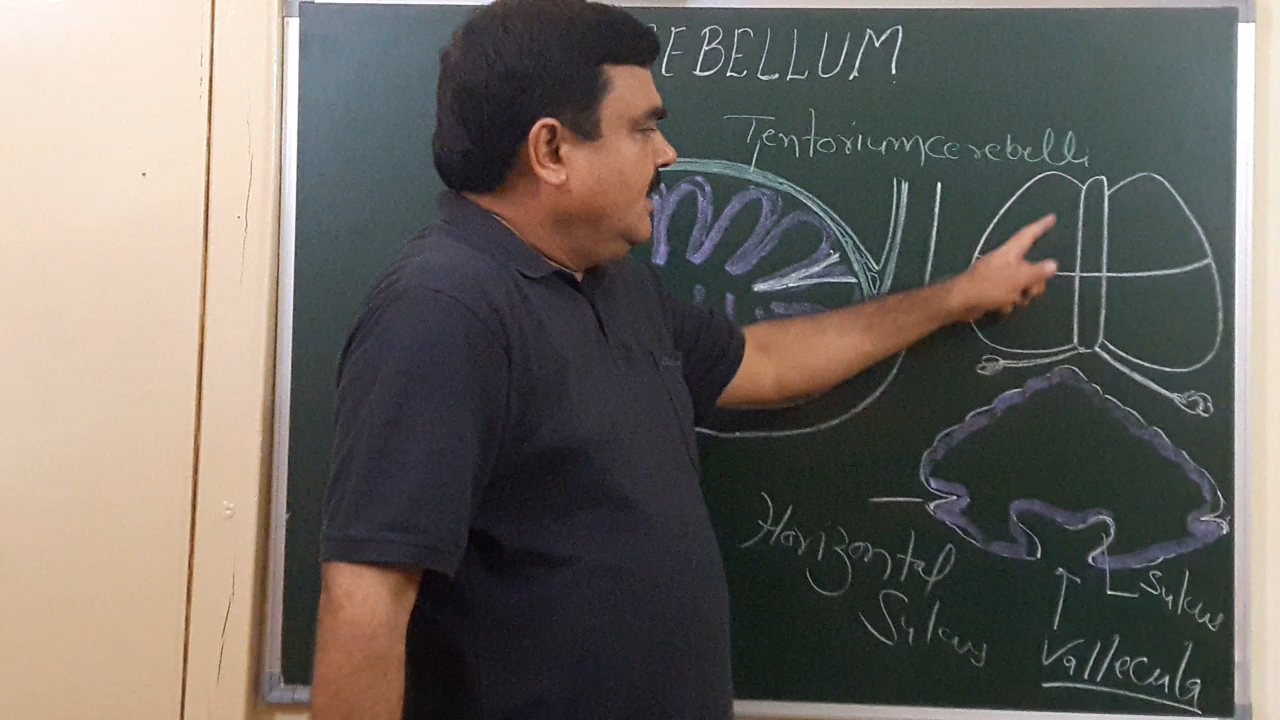 EBELLUM
Tentorium cerebelli
Horizontal
Sulcus
Sulcus
Vallecula